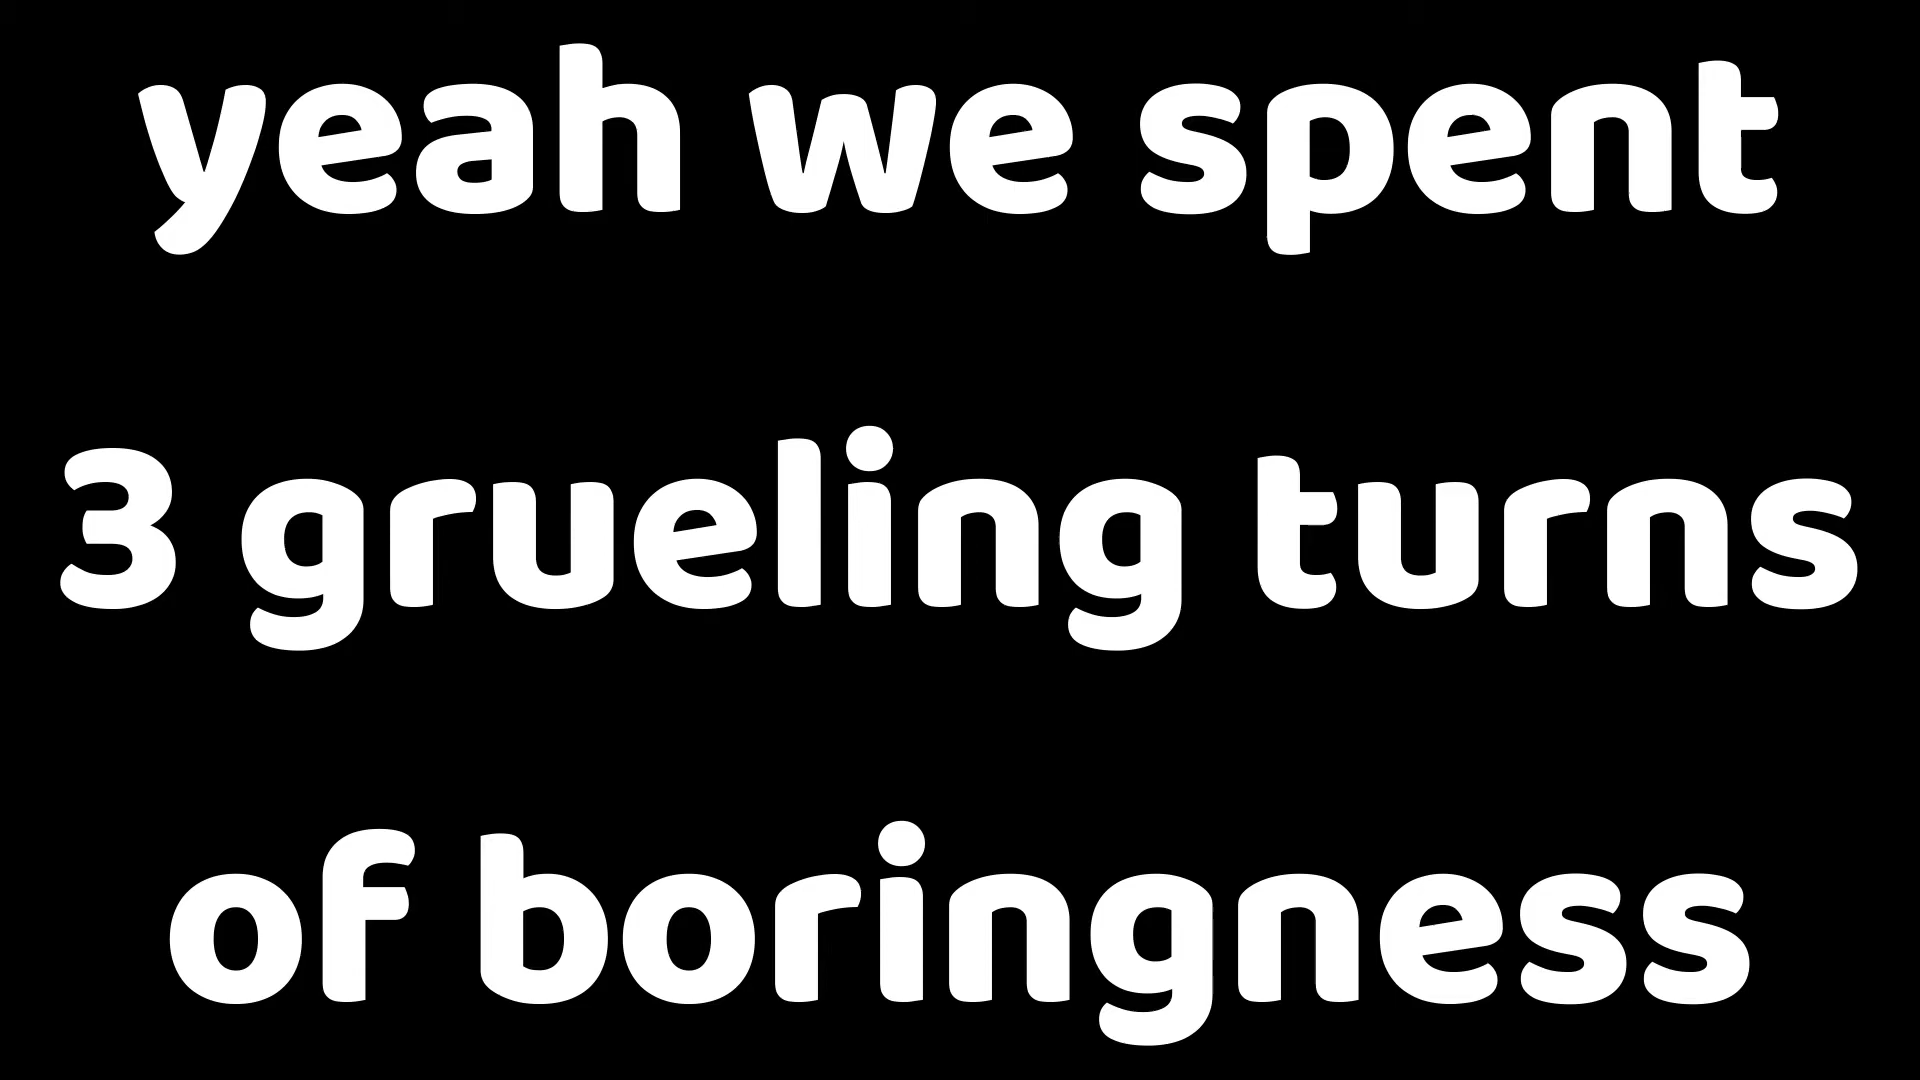 yeah we spent
3 grueling turns
of boringness